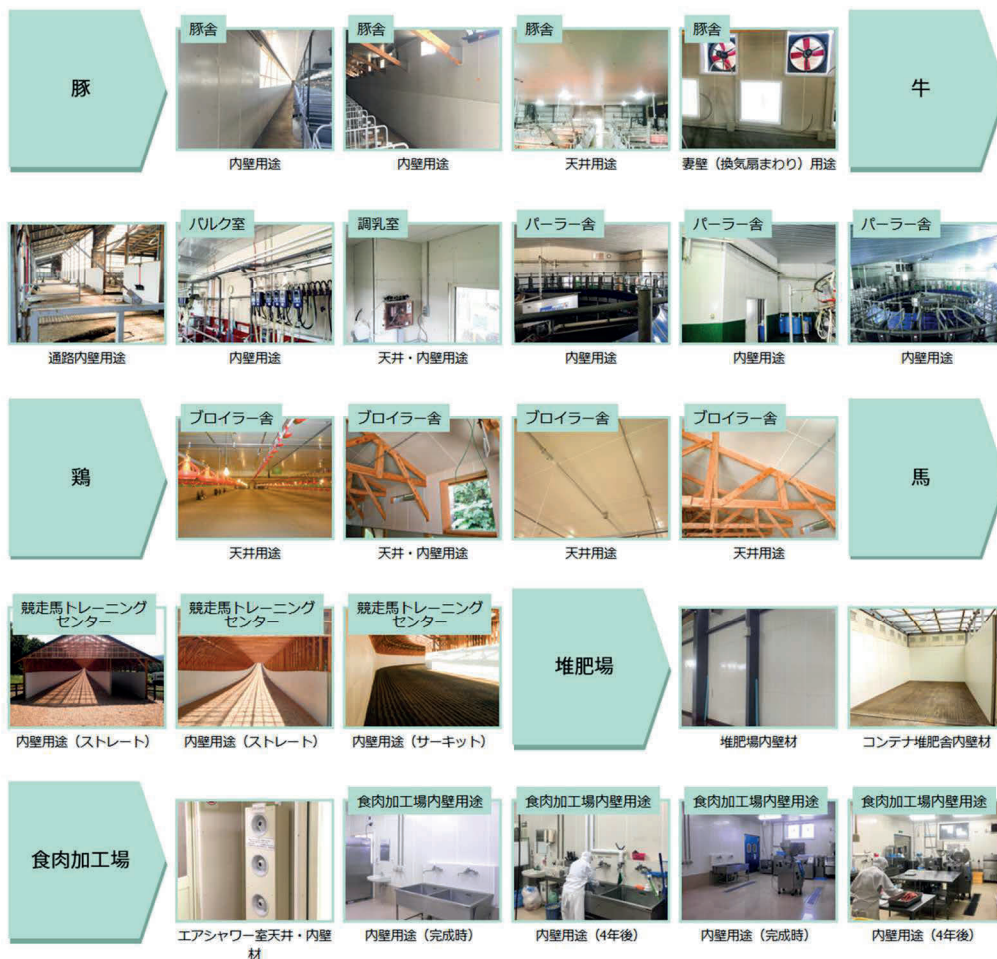 豚
豚舎
内壁用途
豚舎
内壁用途
豚舎
天井用途
豚舎
妻壁（換気扇まわり）用途
牛
通路内壁用途
バルク室
内壁用途
調乳室
天井・内壁用途
パーラー舎
内壁用途
パーラー舎
内壁用途
パーラー舎
内壁用途
鶏
ブロイラー舎
天井用途
ブロイラー舎
天井・内壁用途
ブロイラー舎
天井用途
ブロイラー舎
天井用途
馬
競走馬トレーニング
センター
内壁用途（ストレート）
競走馬トレーニング
センター
内壁用途（ストレート）
競走馬トレーニング
センター
内壁用途（サーキット）
堆肥場
堆肥場内壁材
コンテナ堆肥舎内壁材
食肉加工場
エアシャワー室天井・内壁
材
食肉加工場内壁用途
内壁用途（完成時）
食肉加工場内壁用途
内壁用途（4年後）
食肉加工場内壁用途
内壁用途（完成時）
食肉加工場内壁用途
内壁用途（4年後）